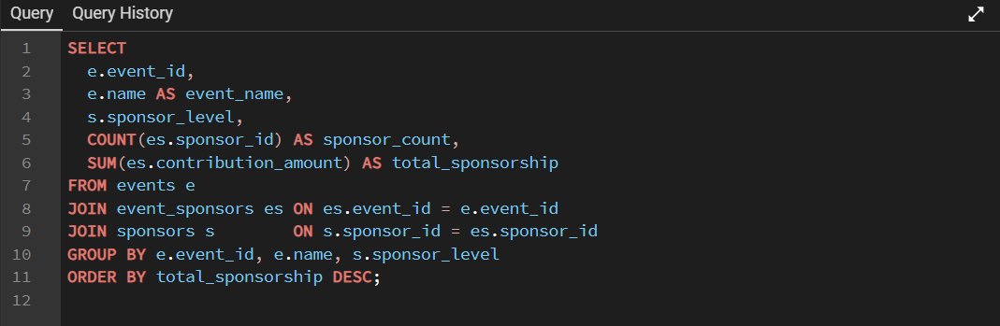 Query Query History
1 SELECT
2   e.event_id,
3   e.name AS event_name,
4   s.sponsor_level,
5   COUNT(es.sponsor_id) AS sponsor_count,
6   SUM(es.contribution_amount) AS total_sponsorship
7 FROM events e
8 JOIN event_sponsors es ON es.event_id = e.event_id
9 JOIN sponsors s        ON s.sponsor_id = es.sponsor_id
10 GROUP BY e.event_id, e.name, s.sponsor_level
11 ORDER BY total_sponsorship DESC;
12